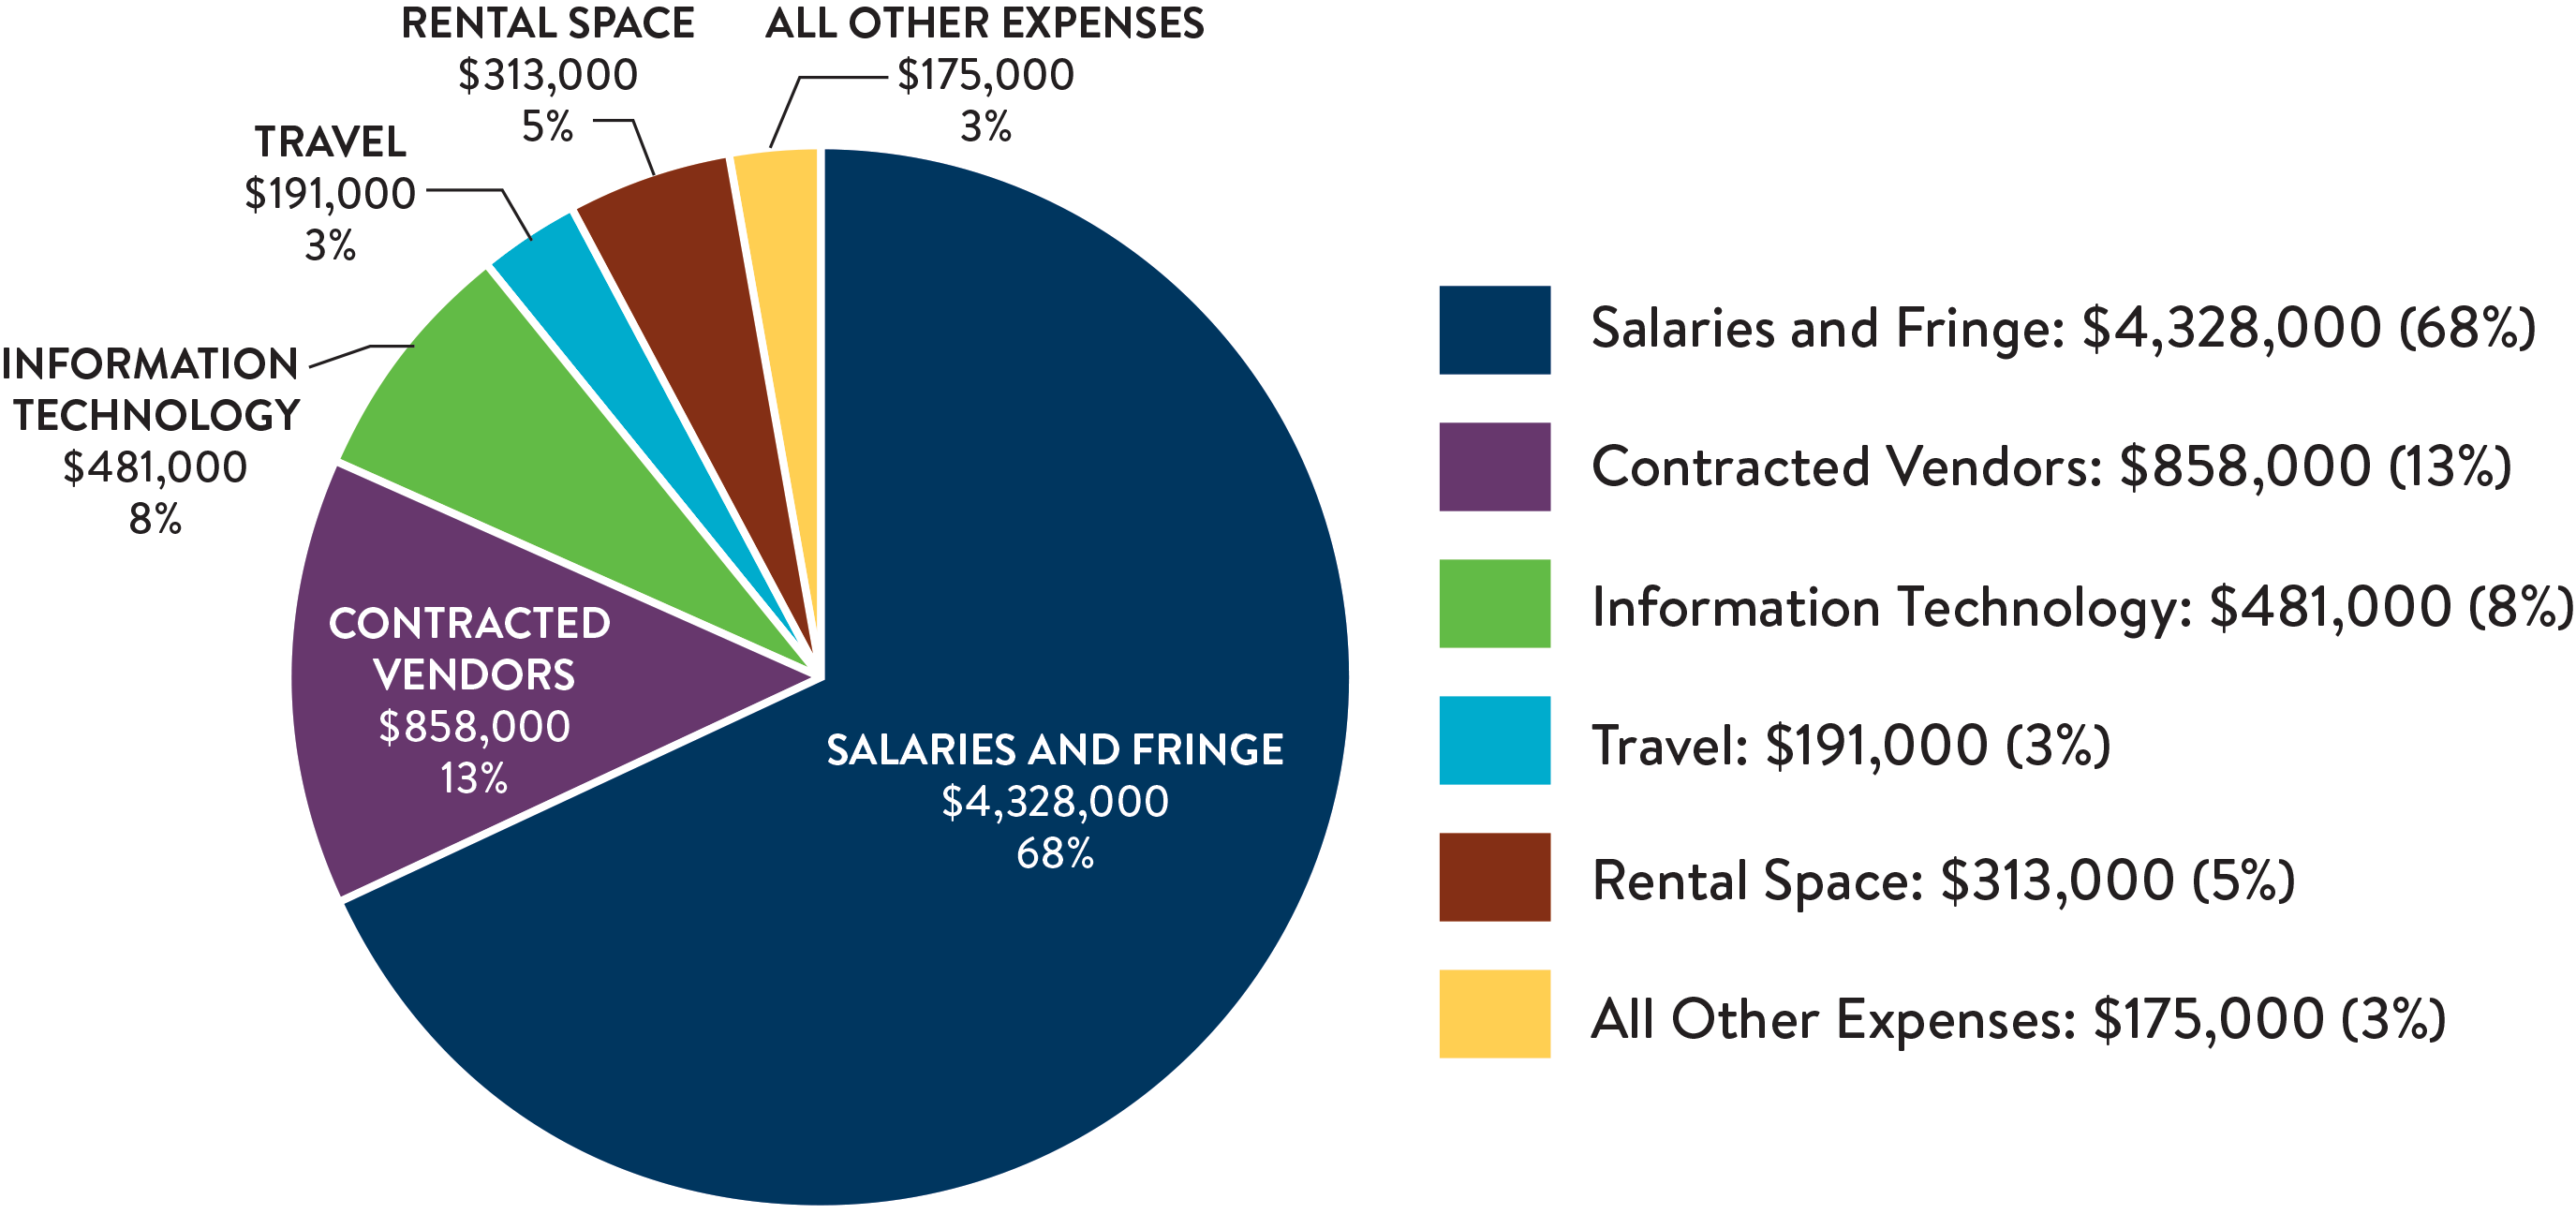 RENTAL SPACE
$313,000
5%
ALL OTHER EXPENSES
$175,000
3%
TRAVEL
$191,000
3%
INFORMATION
TECHNOLOGY
$481,000
8%
CONTRACTED
VENDORS
$858,000
13%
SALARIES AND FRINGE
$4,328,000
68%
Salaries and Fringe: $4,328,000 (68%)
Contracted Vendors: $858,000 (13%)
Information Technology: $481,000 (8%)
Travel: $191,000 (3%)
Rental Space: $313,000 (5%)
All Other Expenses: $175,000 (3%)